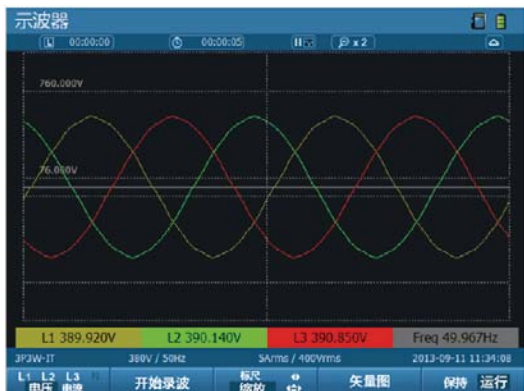 示波器
00:00:00 00:00:05 x 2
760.000V
76.000V
L1 389.920V L2 390.140V L3 390.850V Freq 49.967Hz
3P3W-IT 380V / 50Hz 5Arms / 400Vrms 2013-09-11 11:34:08
L1 L2 L3 N
电压 电流 开始录波 标尺 缩放 矢量图 保持 运行